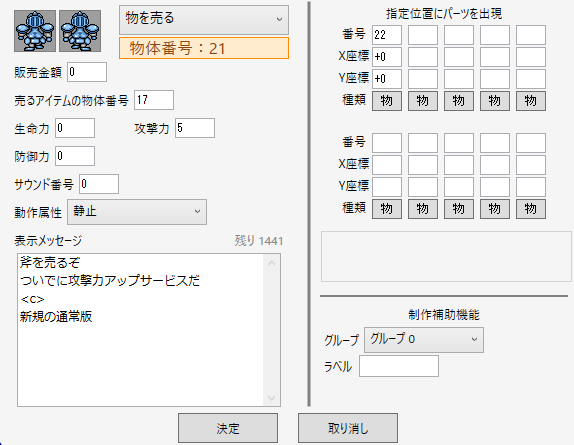 物を売る
物体番号：21
販売金額 0
売るアイテムの物体番号 17
生命力 0 攻撃力 5
防御力 0
サウンド番号 0
動作属性 静止
表示メッセージ 残り 1441
斧を売るぞ
ついでに攻撃力アップサービスだ
<c>
新規の通常版
指定位置にパーツを出現
番号 22
X座標 +0
Y座標 +0
種類 物 物 物 物 物
番号
X座標
Y座標
種類 物 物 物 物 物
制作補助機能
グループ グループ 0
ラベル
決定 取り消し